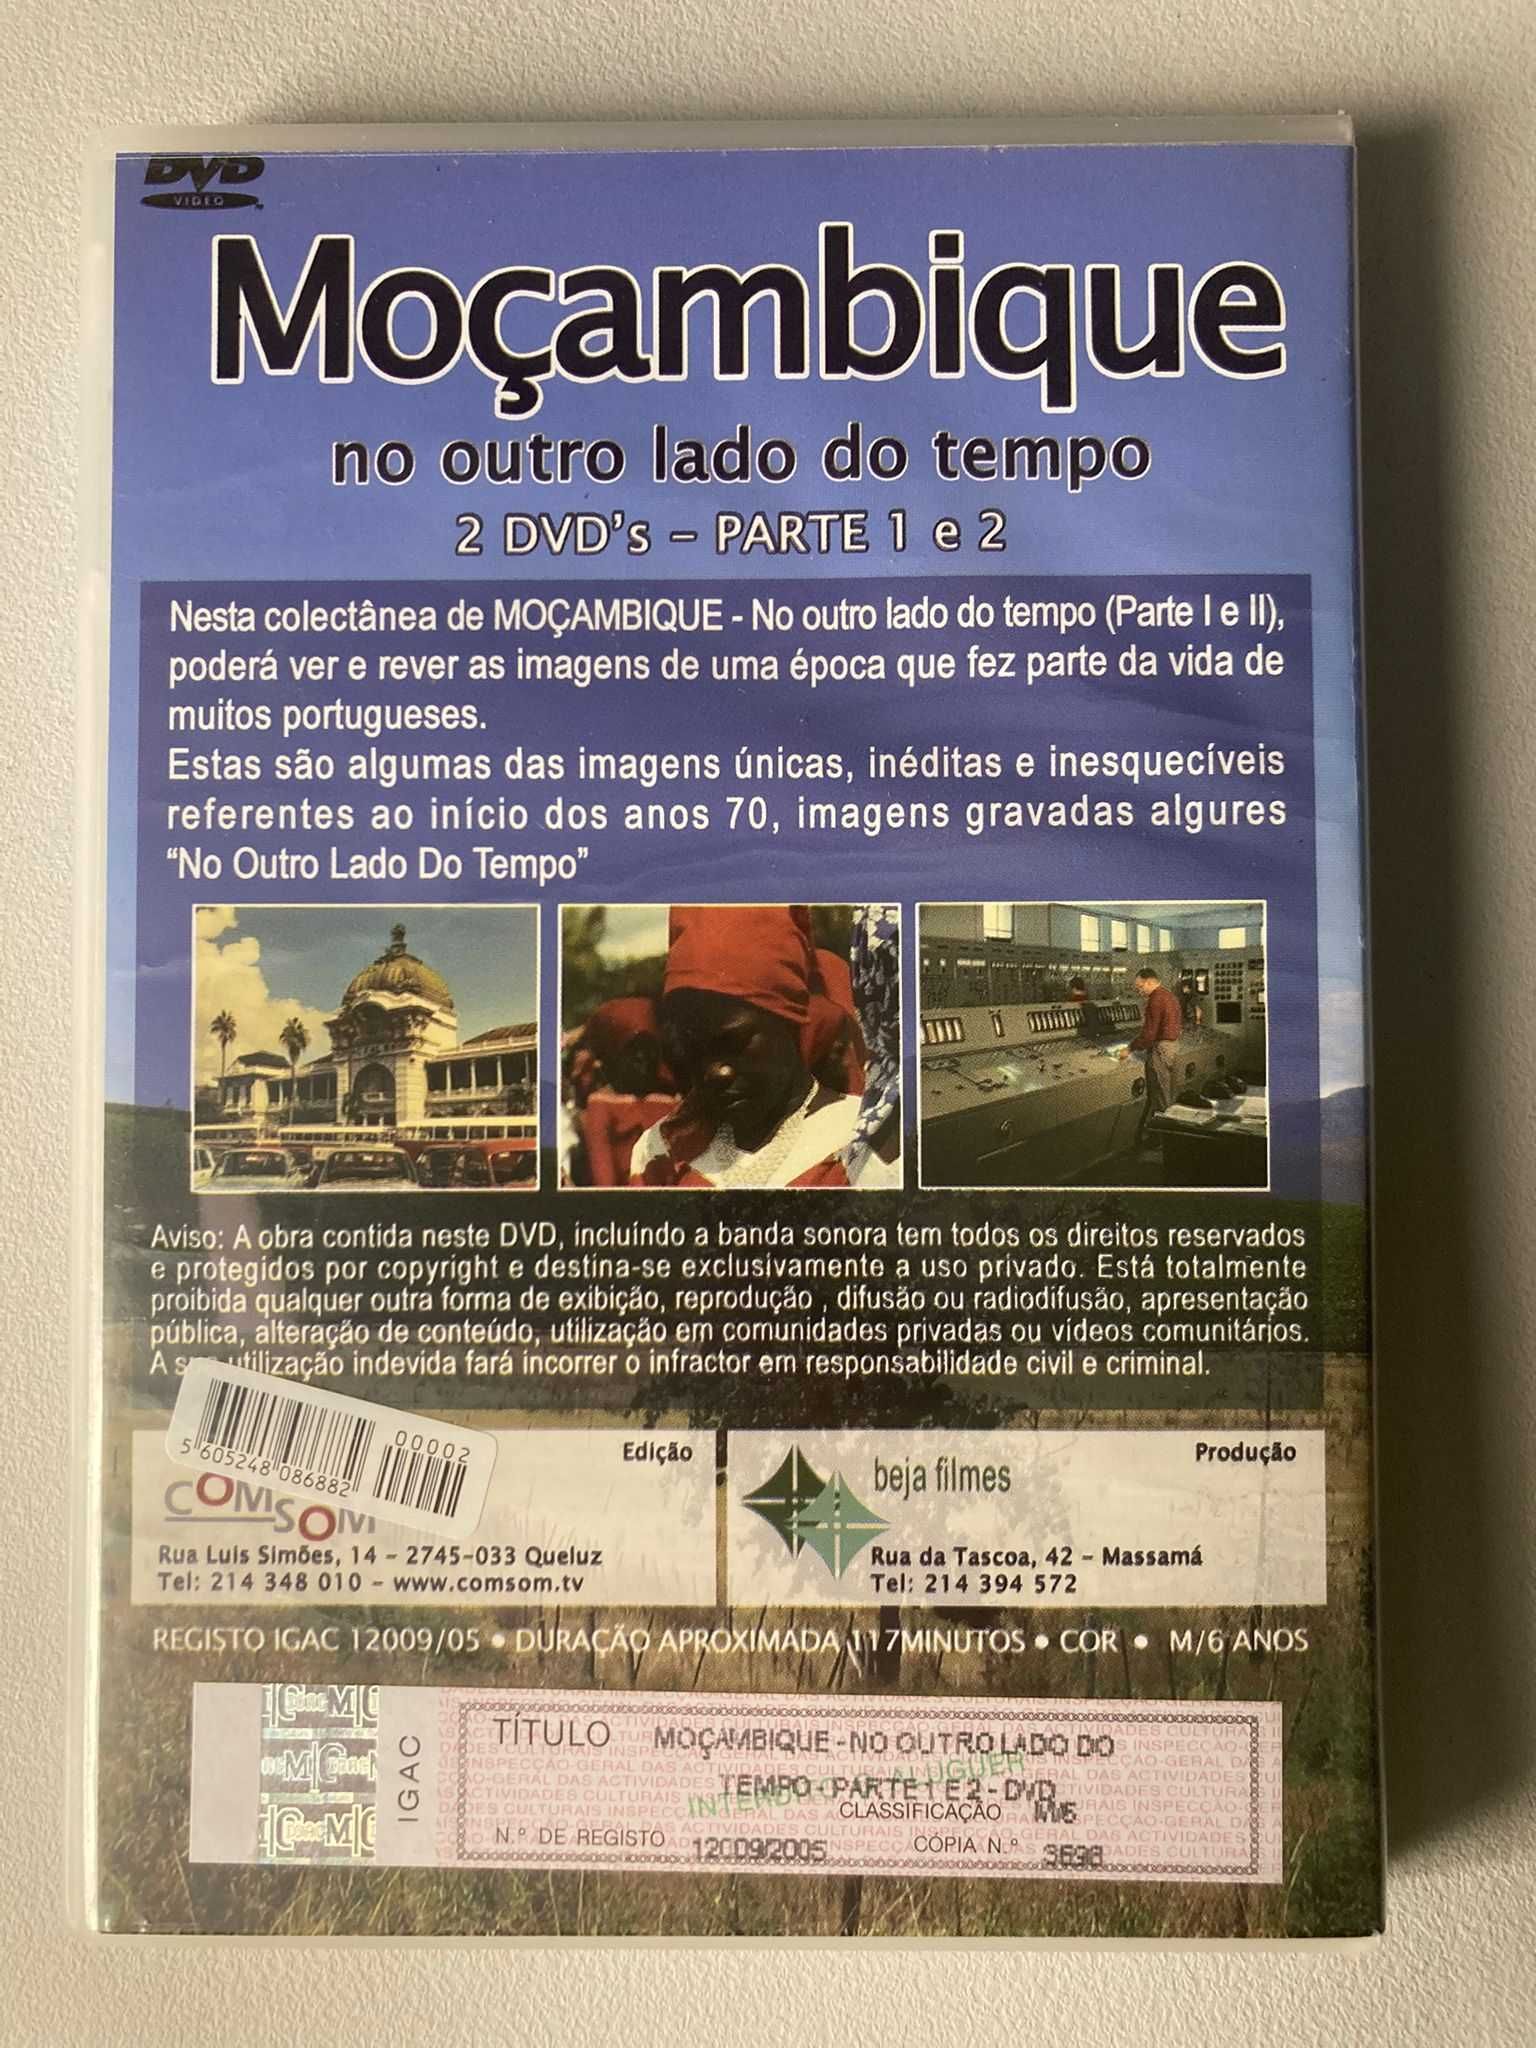 DVD
VIDEO
Moçambique
no outro lado do tempo
2 DVD's – PARTE 1 e 2
Nesta colectânea de MOÇAMBIQUE - No outro lado do tempo (Parte I e II),
poderá ver e rever as imagens de uma época que fez parte da vida de
muitos portugueses.
Estas são algumas das imagens únicas, inéditas e inesquecíveis
referentes ao início dos anos 70, imagens gravadas algures
“No Outro Lado Do Tempo”
Aviso: A obra contida neste DVD, incluíndo a banda sonora tem todos os direitos reservados
e protegidos por copyright e destina-se exclusivamente a uso privado. Está totalmente
proibida qualquer outra forma de exibição, reprodução , difusão ou radiodifusão, apresentação
pública, alteração de conteúdo, utilização em comunidades privadas ou vídeos comunitários.
A utilização indevida fará incorrer o infractor em responsabilidade civil e criminal.
00002
5 605248 086882
Edição
COMSOM
Rua Luis Simões, 14 – 2745-033 Queluz
Tel: 214 348 010 – www.comsom.tv
Produção
beja filmes
Rua da Tascoa, 42 – Massamá
Tel: 214 394 572
REGISTO IGAC 12009/05 • DURAÇÃO APROXIMADA 117MINUTOS • COR • M/6 ANOS
IGAC
TÍTULO MOÇAMBIQUE - NO OUTRO LADO DO
TEMPO - PARTE 1 E 2 - DVD
INTERDITO O ALUGUER
CLASSIFICAÇÃO M/6
N.º DE REGISTO 12009/2005 CÓPIA N.º 3698